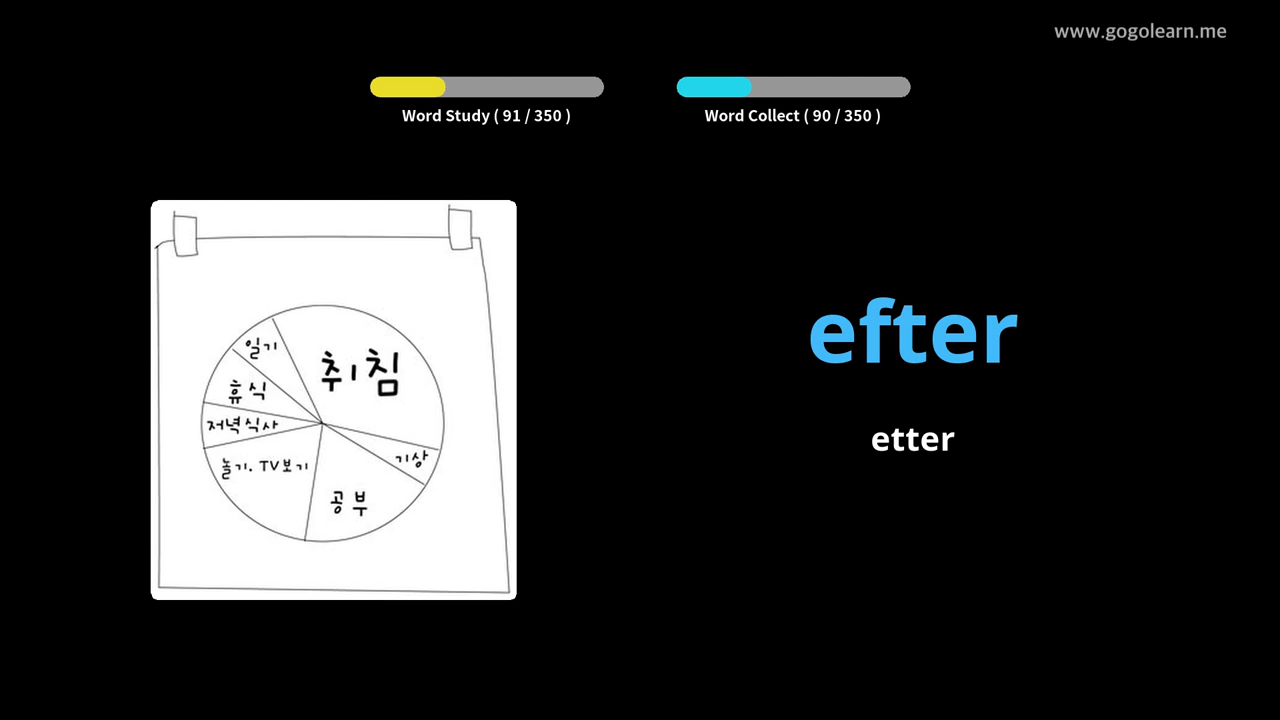 www.gogolearn.me
Word Study ( 91 / 350 )
Word Collect ( 90 / 350 )
일기
취침
휴식
저녁식사
놀기. TV보기
기상
공부
efter
etter